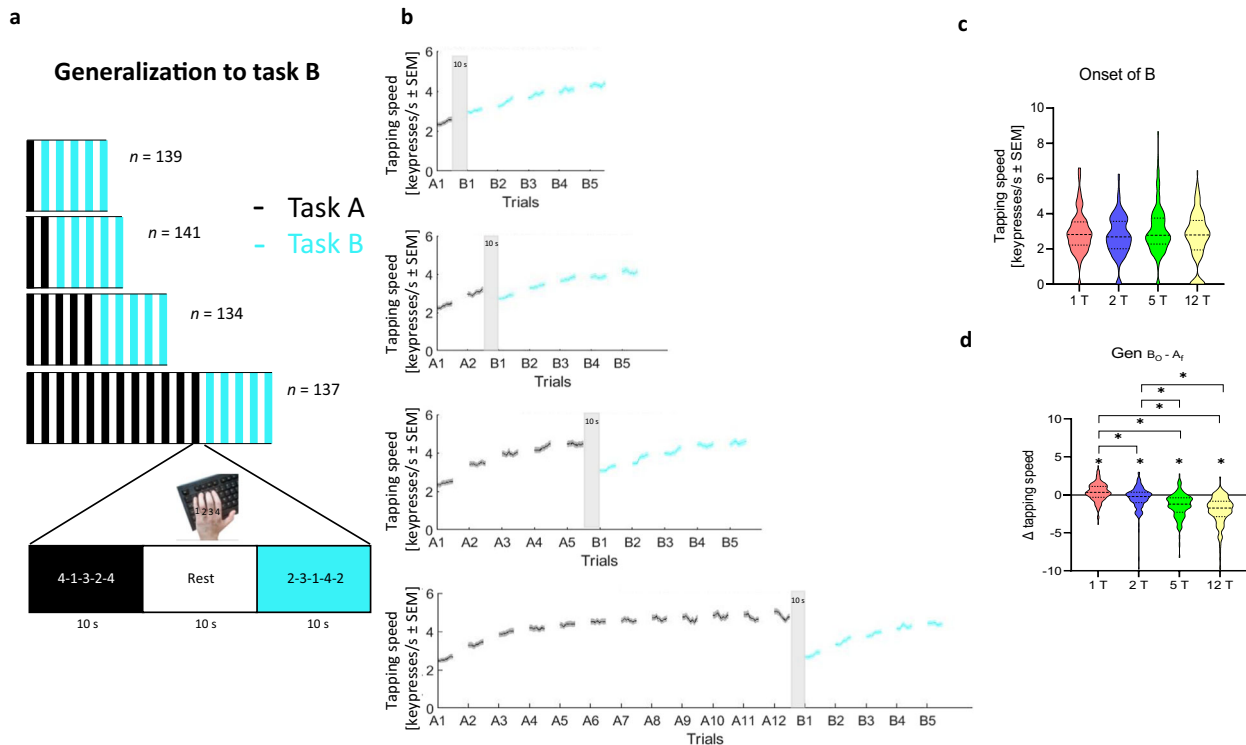 a
Generalization to task B
n = 139
n = 141
n = 134
n = 137
Task A
Task B
1234
4-1-3-2-4
Rest
2-3-1-4-2
10 s
10 s
10 s
b
Tapping speed
[keypresses/s ± SEM]
6
4
2
0
10 s
A1 B1 B2 B3 B4 B5
Trials
Tapping speed
[keypresses/s ± SEM]
6
4
2
0
10 s
A1 A2 B1 B2 B3 B4 B5
Trials
Tapping speed
[keypresses/s ± SEM]
6
4
2
0
10 s
A1 A2 A3 A4 A5 B1 B2 B3 B4 B5
Trials
Tapping speed
[keypresses/s ± SEM]
6
4
2
0
10 s
A1 A2 A3 A4 A5 A6 A7 A8 A9 A10 A11 A12 B1 B2 B3 B4 B5
Trials
c
Onset of B
Tapping speed
[keypresses/s ± SEM]
10
8
6
4
2
0
1 T 2 T 5 T 12 T
d
Gen B_O - A_f
Δ tapping speed
10
5
0
-5
-10
*
*
*
*
*
* * * *
1 T 2 T 5 T 12 T